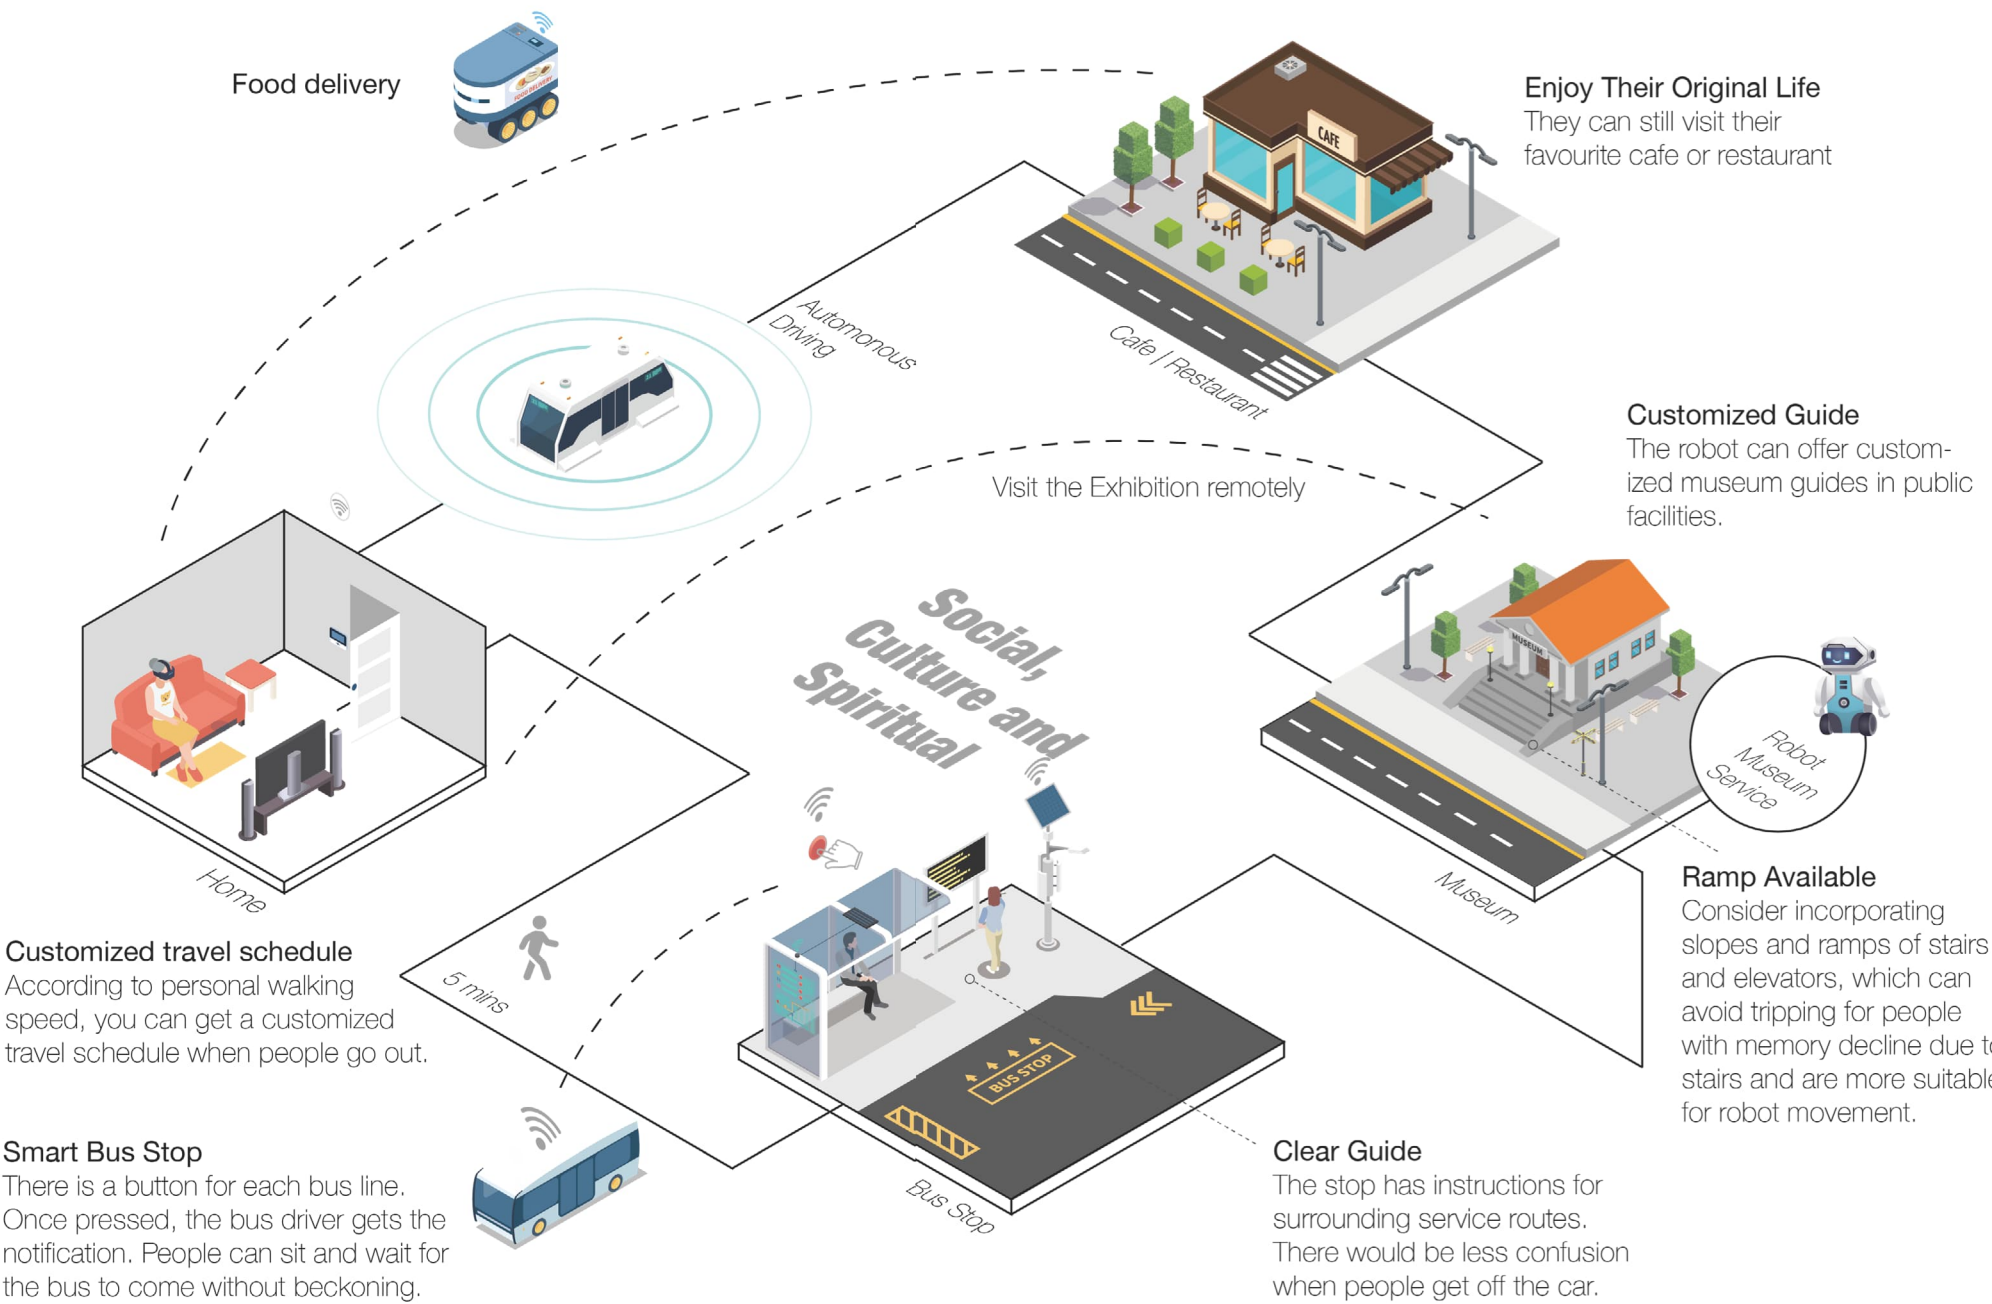 Food delivery
FOOD DELIVERY
CAFE
Enjoy Their Original Life
They can still visit their
favourite cafe or restaurant
Automonous
Driving
Cafe | Restaurant
Customized Guide
The robot can offer custom-
ized museum guides in public
facilities.
Visit the Exhibition remotely
Social,
Culture and
Spiritual
MUSEUM
Robot
Museum
Service
Home
Museum
Ramp Available
Consider incorporating
slopes and ramps of stairs
and elevators, which can
avoid tripping for people
with memory decline due to
stairs and are more suitable
for robot movement.
Customized travel schedule
According to personal walking
speed, you can get a customized
travel schedule when people go out.
5 mins
BUS STOP
Bus Stop
Smart Bus Stop
There is a button for each bus line.
Once pressed, the bus driver gets the
notification. People can sit and wait for
the bus to come without beckoning.
Clear Guide
The stop has instructions for
surrounding service routes.
There would be less confusion
when people get off the car.